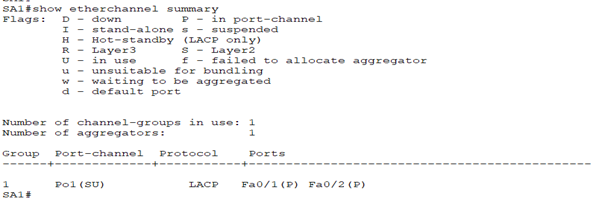 SA1#show etherchannel summary
Flags:  D - down        P - in port-channel
        I - stand-alone s - suspended
        H - Hot-standby (LACP only)
        R - Layer3      S - Layer2
        U - in use      f - failed to allocate aggregator
        u - unsuitable for bundling
        w - waiting to be aggregated
        d - default port
Number of channel-groups in use: 1
Number of aggregators:           1
Group  Port-channel  Protocol    Ports
------+-------------+-----------+----------------------------------------------
1      Po1(SU)           LACP   Fa0/1(P) Fa0/2(P)
SA1#